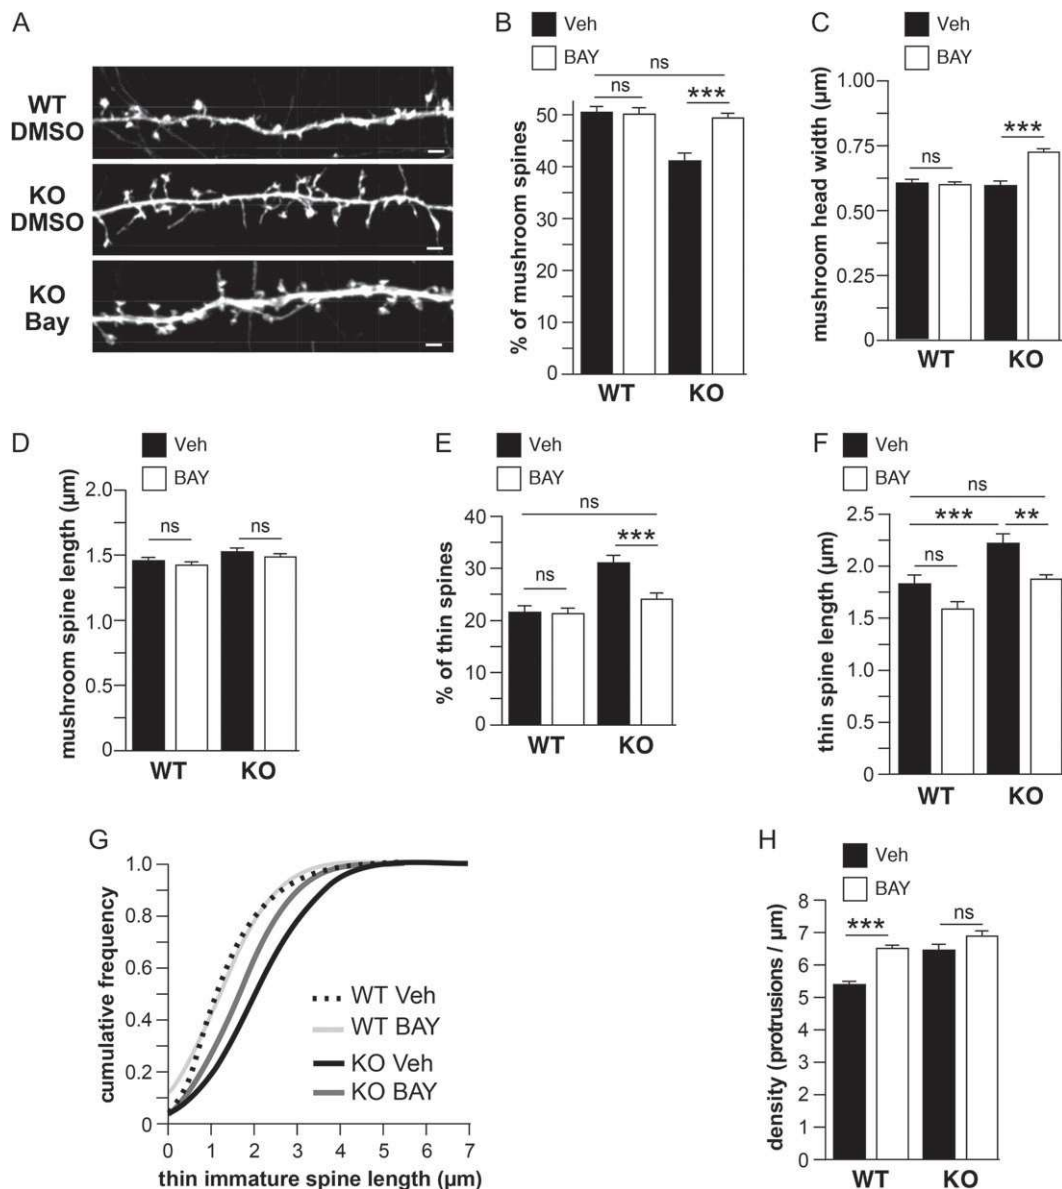 A
WT
DMSO
KO
DMSO
KO
Bay
B
Veh
BAY
ns
ns
***
% of mushroom spines
50
50
40
30
20
10
0
WT
KO
C
Veh
BAY
ns
***
mushroom head width (µm)
1.00
0.75
0.50
0.25
0
WT
KO
D
Veh
BAY
ns
ns
mushroom spine length (µm)
2.0
1.5
1.0
0.5
0
WT
KO
E
Veh
BAY
ns
ns
***
% of thin spines
40
30
20
10
0
WT
KO
F
Veh
BAY
ns
***
**
ns
thin spine length (µm)
2.5
2.0
1.5
1.0
0.5
0
WT
KO
G
cumulative frequency
1.0
0.8
0.6
0.4
0.2
0
WT Veh
WT BAY
KO Veh
KO BAY
0 1 2 3 4 5 6 7
thin immature spine length (µm)
H
Veh
BAY
***
ns
density (protrusions / µm)
8
7
6
5
4
3
2
1
0
WT
KO